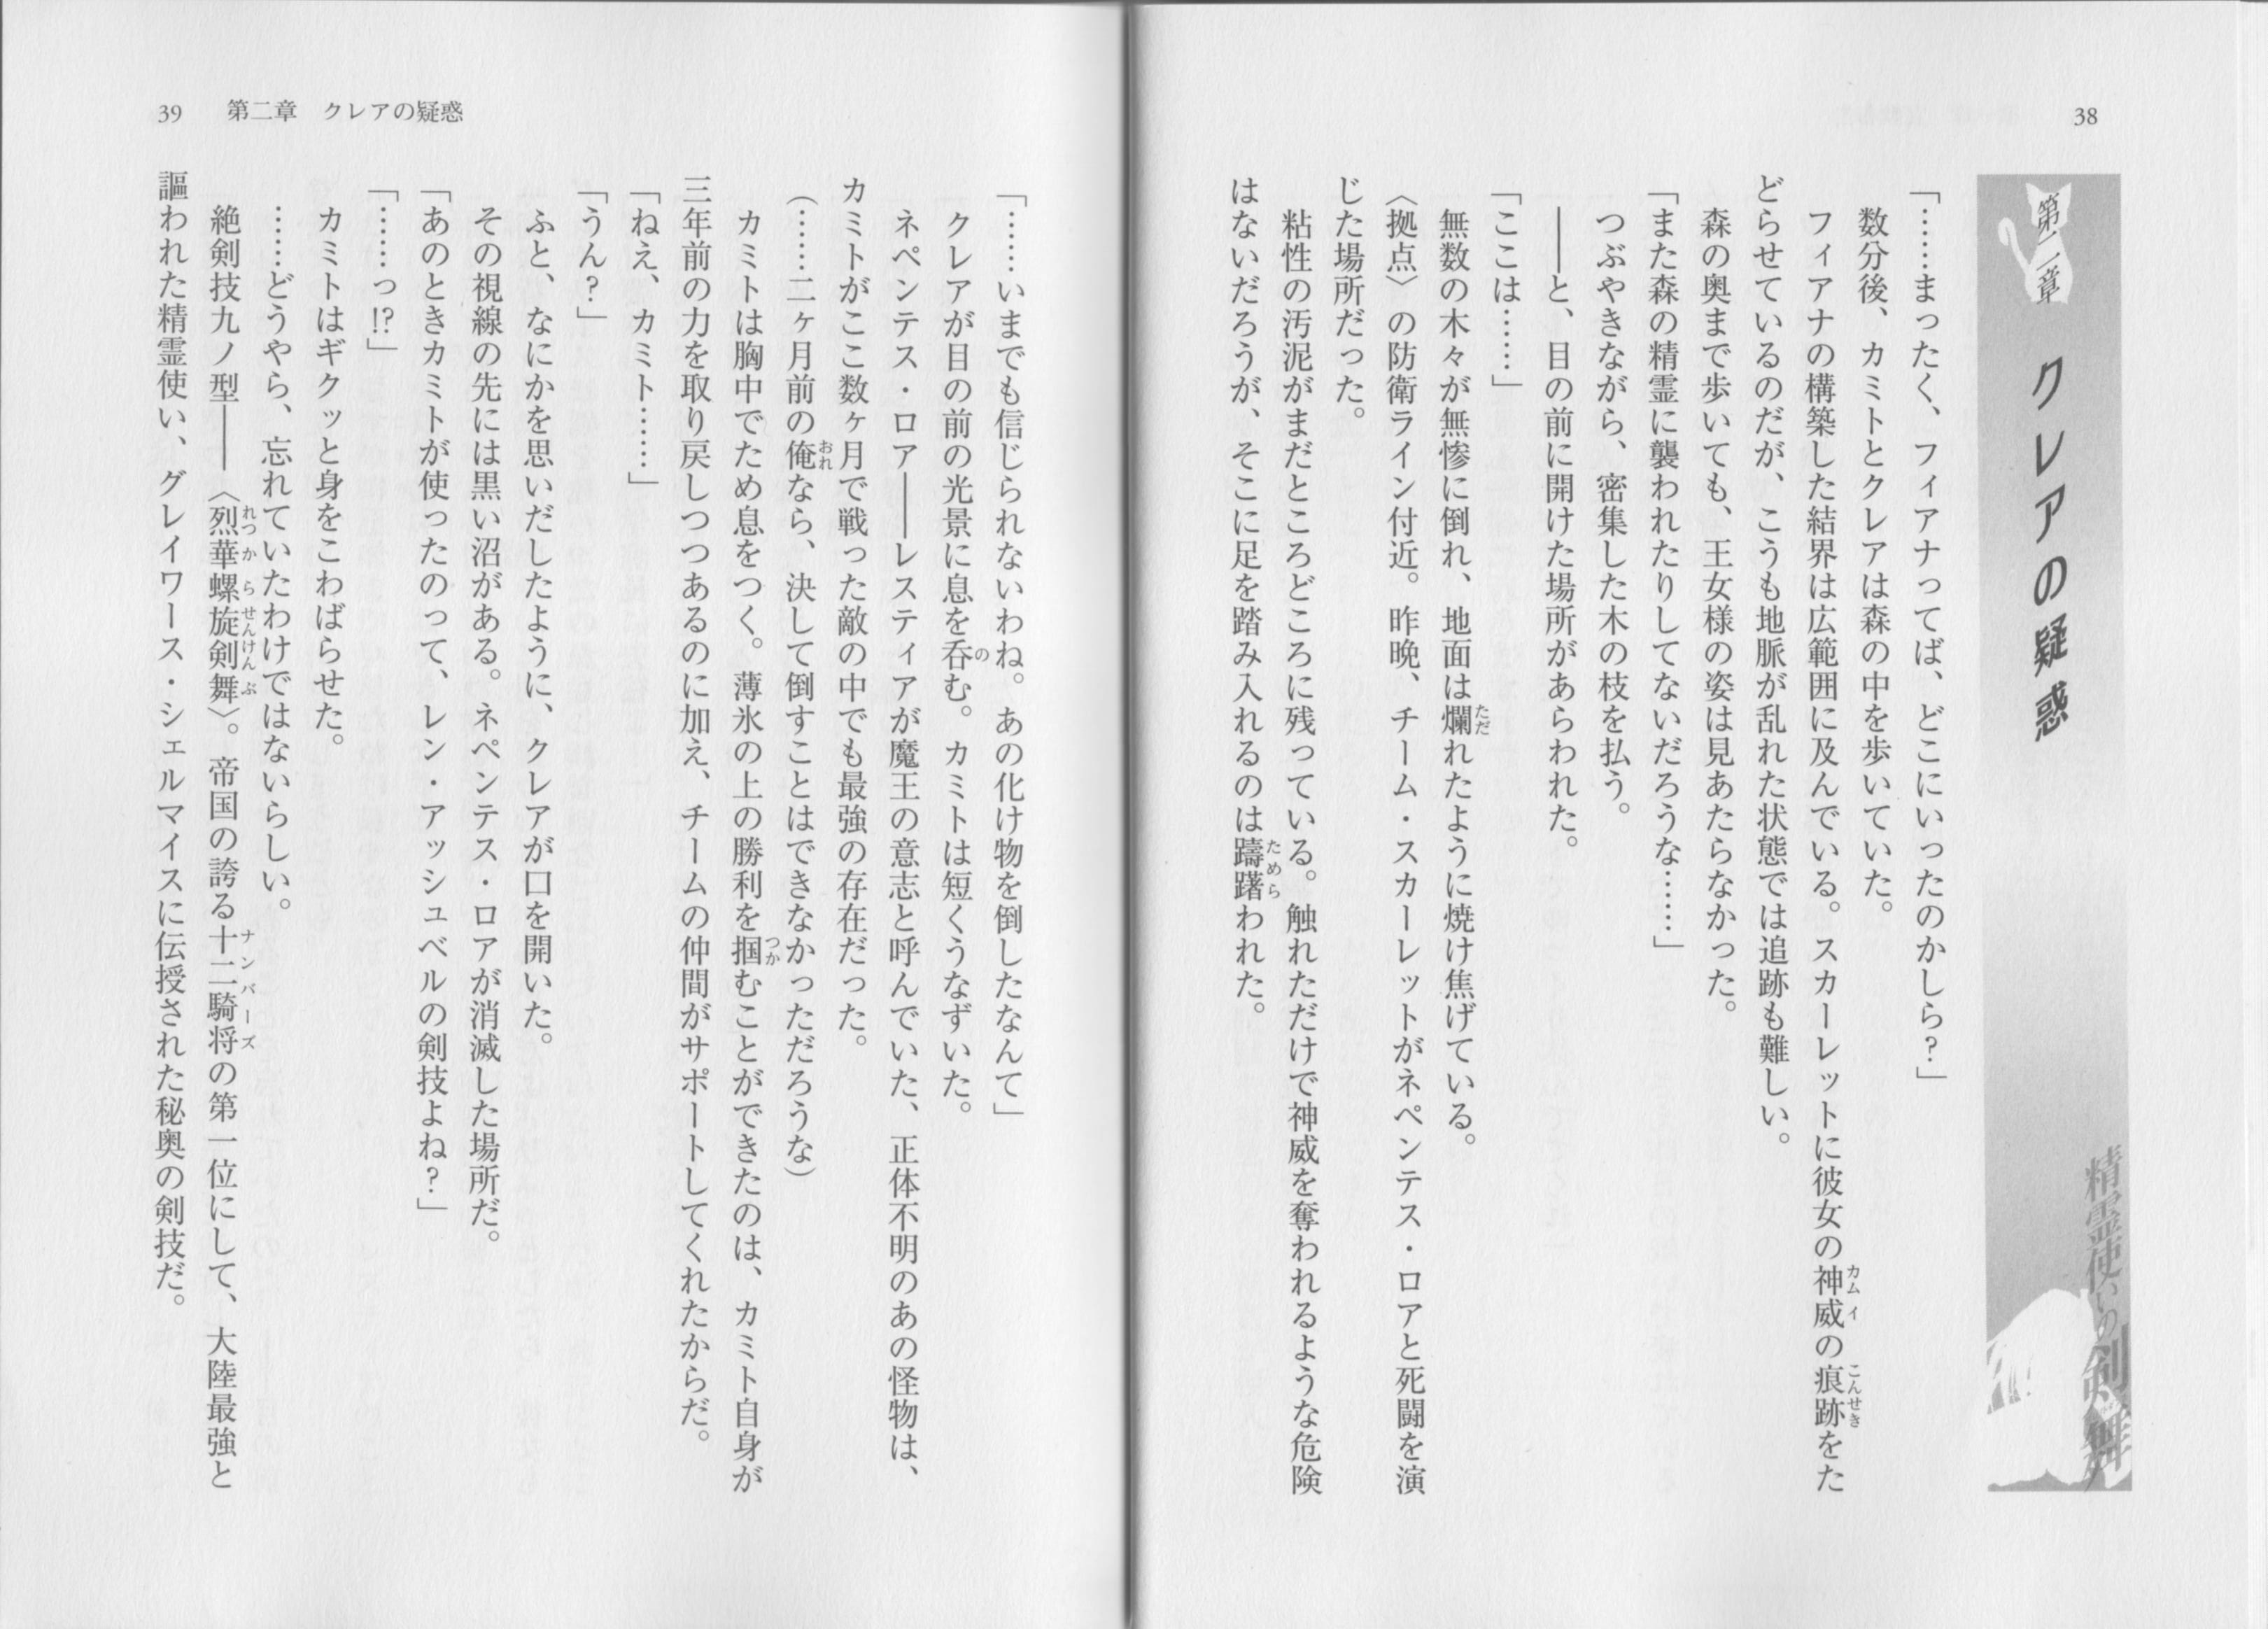 38
第二章
クレアの疑惑
精霊使いの剣舞
「……まったく、フィアナってば、どこにいったのかしら？」
数分後、カミトとクレアは森の中を歩いていた。
フィアナの構築した結界は広範囲に及んでいる。スカーレットに彼女の神威の痕跡をた
カムイ
こんせき
どらせているのだが、こうも地脈が乱れた状態では追跡も難しい。
森の奥まで歩いても、王女様の姿は見あたらなかった。
「また森の精霊に襲われたりしてないだろうな……」
つぶやきながら、密集した木の枝を払う。
――と、目の前に開けた場所があらわれた。
「ここは……」
無数の木々が無惨に倒れ、地面は爛れたように焼け焦げている。
ただ
〈拠点〉の防衛ライン付近。昨晩、チーム・スカーレットがネペンテス・ロアと死闘を演
じた場所だった。
粘性の汚泥がまだところどころに残っている。触れただけで神威を奪われるような危険
はないだろうが、そこに足を踏み入れるのは躊躇われた。
ためら
39　第二章　クレアの疑惑
「……いまでも信じられないわね。あの化け物を倒したなんて」
クレアが目の前の光景に息を呑む。カミトは短くうなずいた。
の
ネペンテス・ロア――レスティアが魔王の意志と呼んでいた、正体不明のあの怪物は、
カミトがここ数ヶ月で戦った敵の中でも最強の存在だった。
（……二ヶ月前の俺なら、決して倒すことはできなかっただろうな）
おれ
カミトは胸中でため息をつく。薄氷の上の勝利を掴むことができたのは、カミト自身が
つか
三年前の力を取り戻しつつあるのに加え、チームの仲間がサポートしてくれたからだ。
「ねえ、カミト……」
「うん？」
ふと、なにかを思いだしたように、クレアが口を開いた。
その視線の先には黒い沼がある。ネペンテス・ロアが消滅した場所だ。
「あのときカミトが使ったのって、レン・アッシュベルの剣技よね？」
「……っ!?」
カミトはギクッと身をこわばらせた。
……どうやら、忘れていたわけではないらしい。
絶剣技九ノ型――〈烈華螺旋剣舞〉。帝国の誇る十二騎将の第一位にして、大陸最強と
れつかせんけんぶ
ナンバーズ
謳われた精霊使い、グレイワース・シェルマイスに伝授された秘奥の剣技だ。